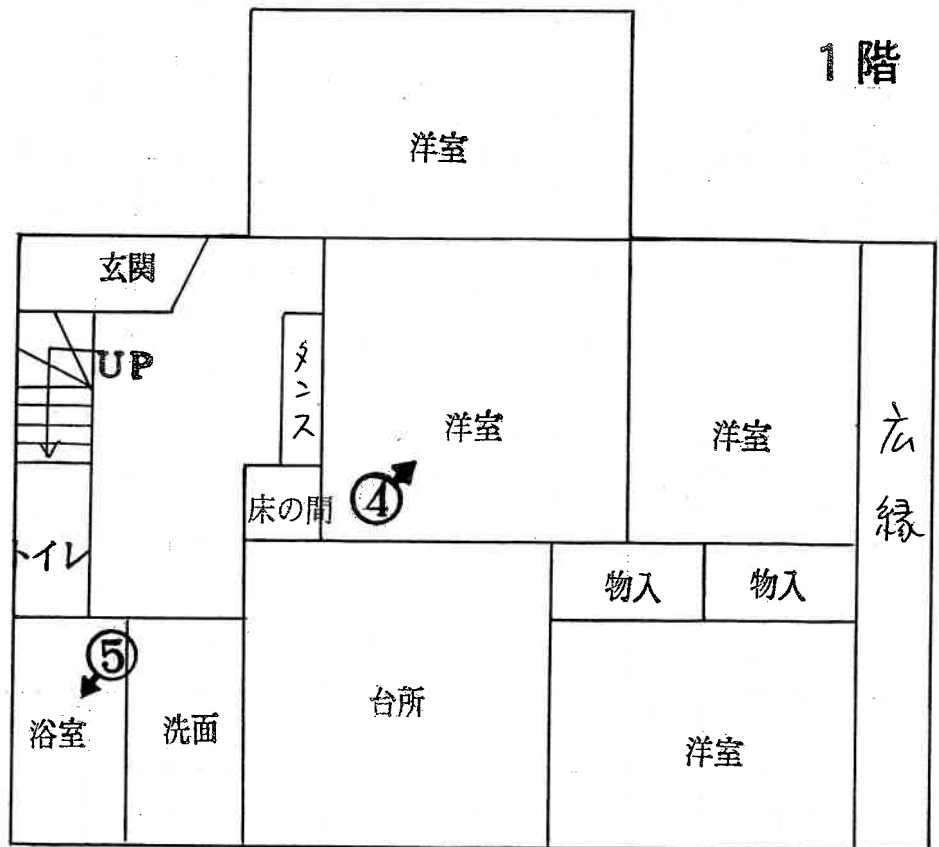 1階
洋室
玄関
UP
タンス
洋室
洋室
広縁
床の間
④
トイレ
物入
物入
⑤
浴室
洗面
台所
洋室